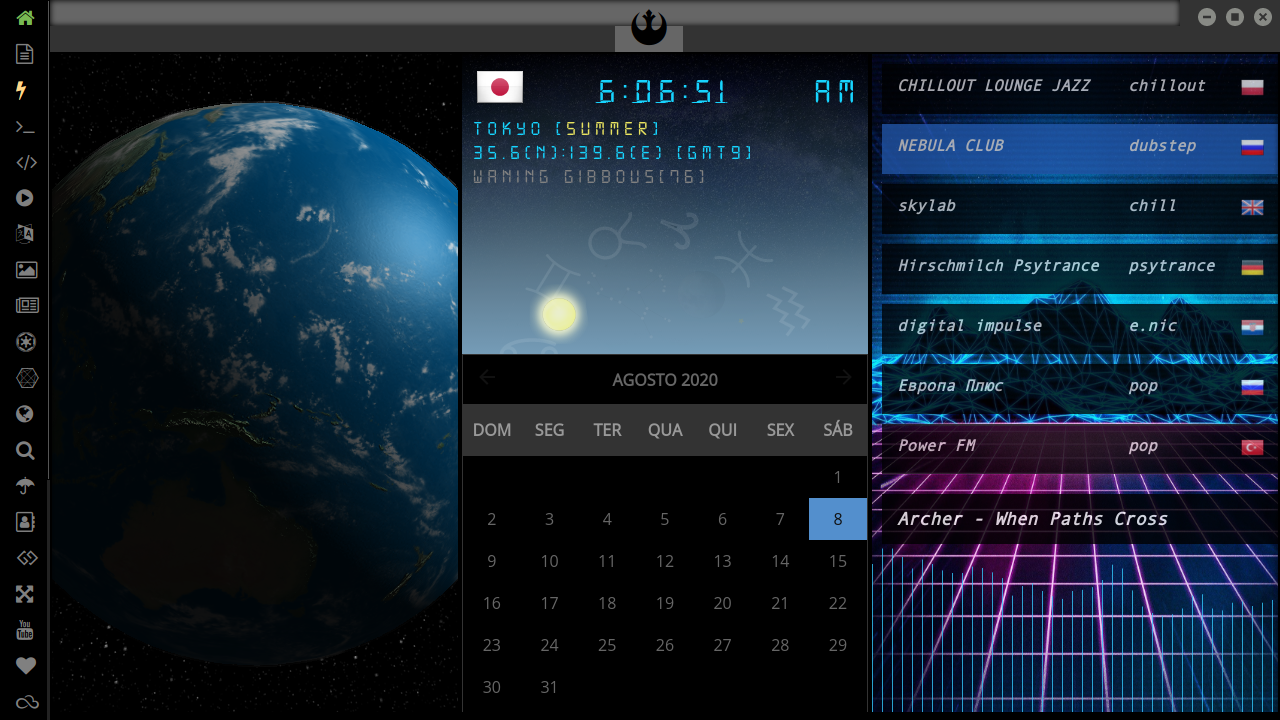 6:06:51 AM
TOKYO [SUMMER]
35.6(N):139.6(E) [GMT9]
WANING GIBBOUS[76]
AGOSTO 2020
DOM SEG TER QUA QUI SEX SÁB
1
2 3 4 5 6 7 8
9 10 11 12 13 14 15
16 17 18 19 20 21 22
23 24 25 26 27 28 29
30 31
CHILLOUT LOUNGE JAZZ chillout
NEBULA CLUB dubstep
skylab chill
Hirschmilch Psytrance psytrance
digital impulse e.nic
Европа Плюс pop
Power FM pop
Archer - When Paths Cross
You
Tube